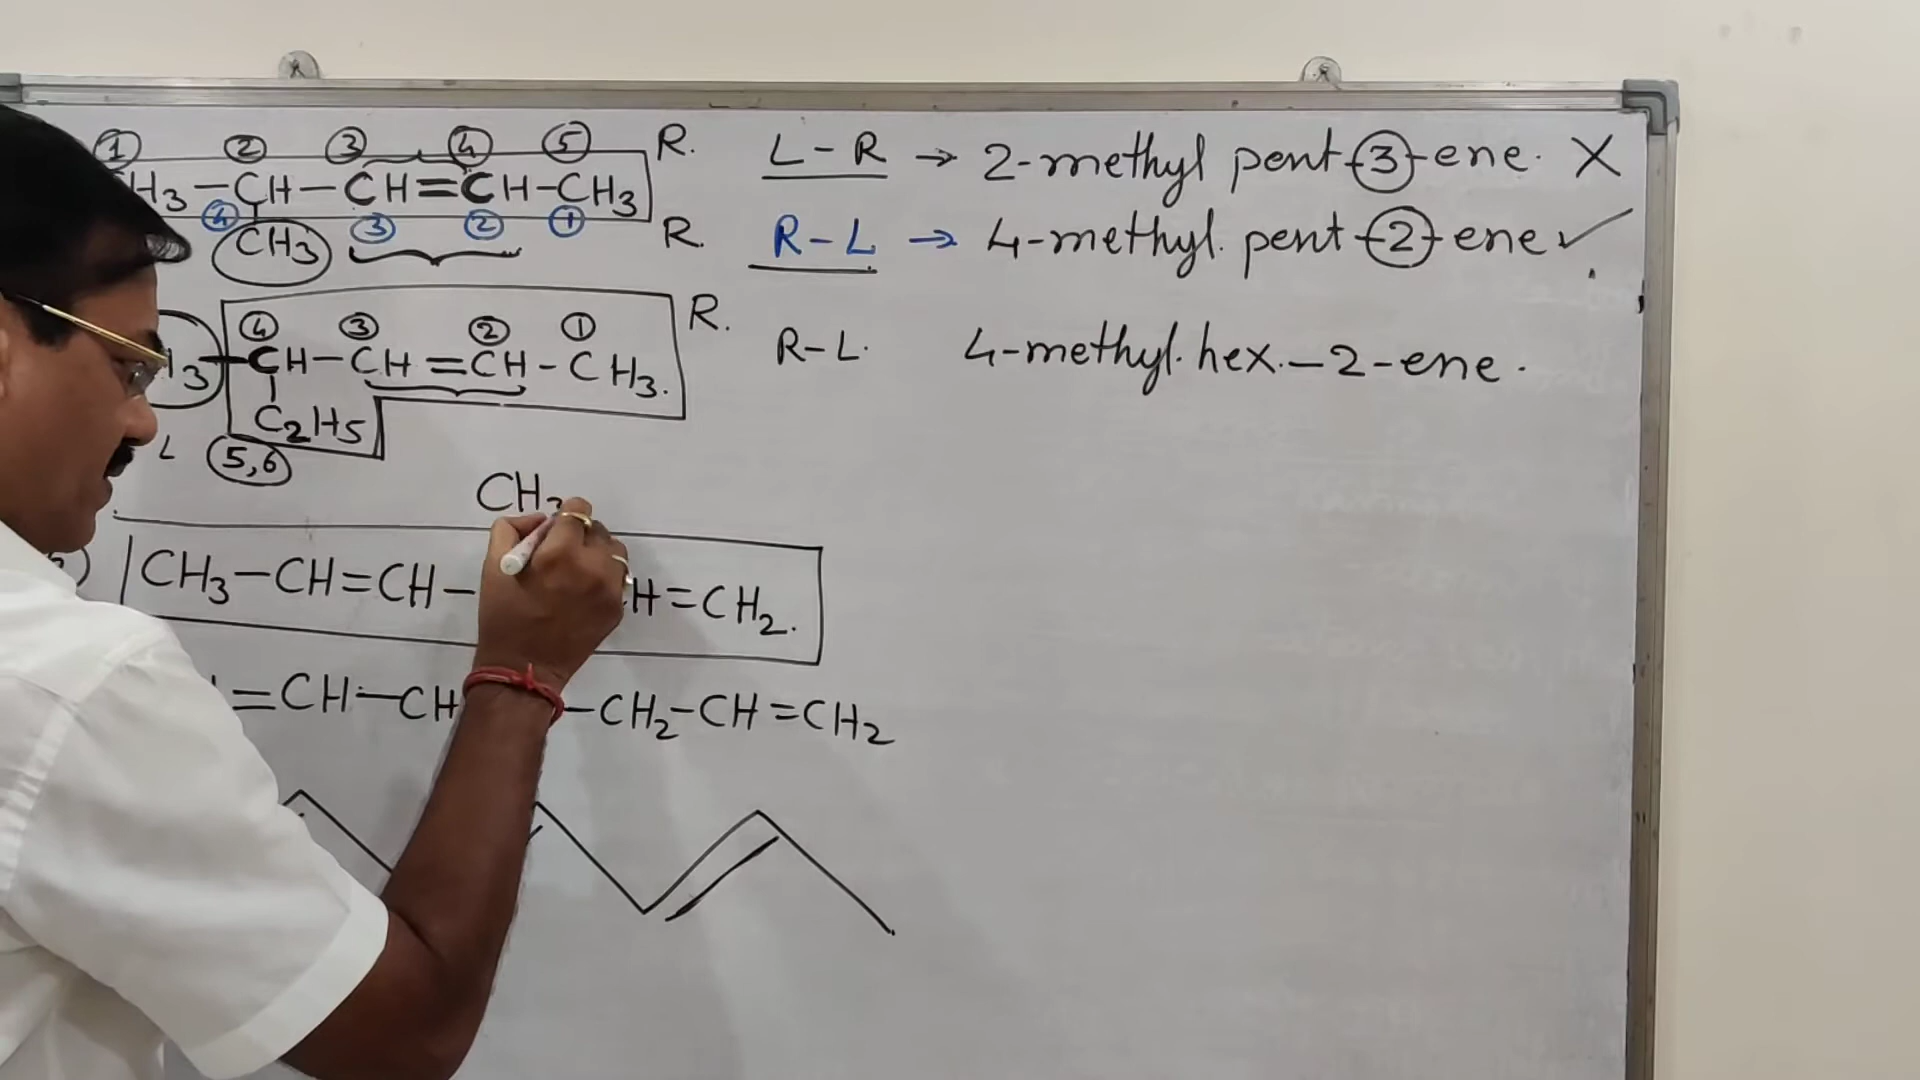 ① ② ③ ④ ⑤ R. L-R → 2-methyl pent-③-ene. X
H3-CH-CH=CH-CH3
④ ③ ② ① R. R-L → 4-methyl. pent-②-ene ✓
CH3
④ ③ ② ① R.
H3-CH-CH=CH-CH3. R-L. 4-methyl.hex.-2-ene.
C2H5
L 5,6
CH
CH3-CH=CH- H=CH2.
=CH-CH -CH2-CH=CH2